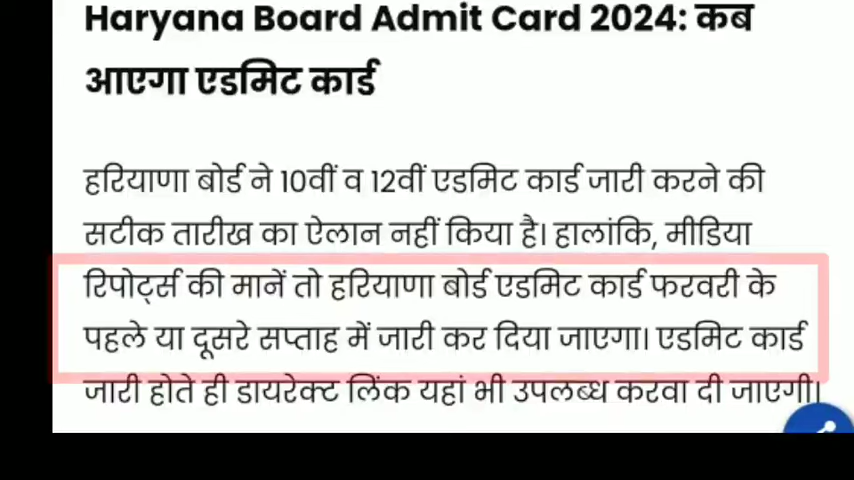 Haryana Board Admit Card 2024: कब
आएगा एडमिट कार्ड
हरियाणा बोर्ड ने 10वीं व 12वीं एडमिट कार्ड जारी करने की
सटीक तारीख का ऐलान नहीं किया है। हालांकि, मीडिया
रिपोर्ट्स की मानें तो हरियाणा बोर्ड एडमिट कार्ड फरवरी के
पहले या दूसरे सप्ताह में जारी कर दिया जाएगा। एडमिट कार्ड
जारी होते ही डायरेक्ट लिंक यहां भी उपलब्ध करवा दी जाएगी।